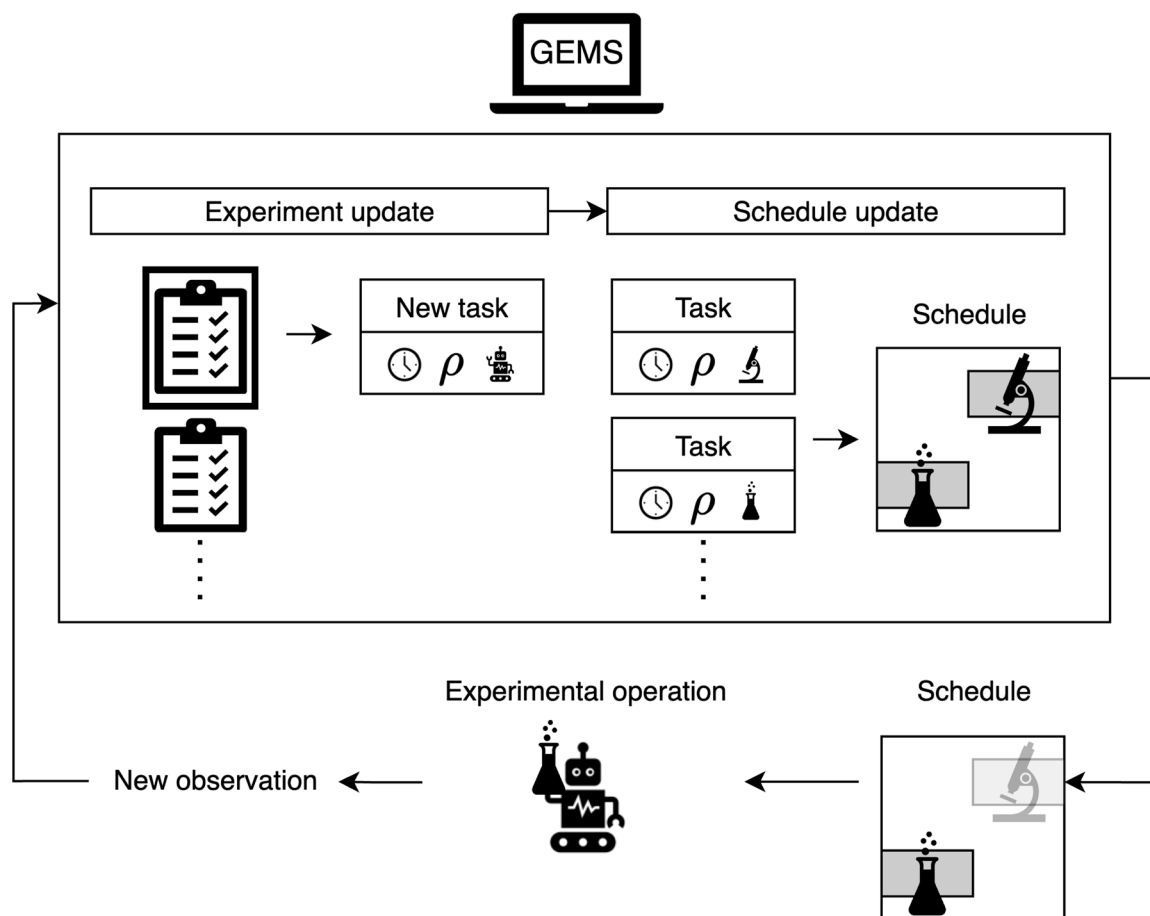 GEMS
Experiment update
Schedule update
New task
ρ
Task
ρ
Task
ρ
Schedule
Experimental operation
Schedule
New observation